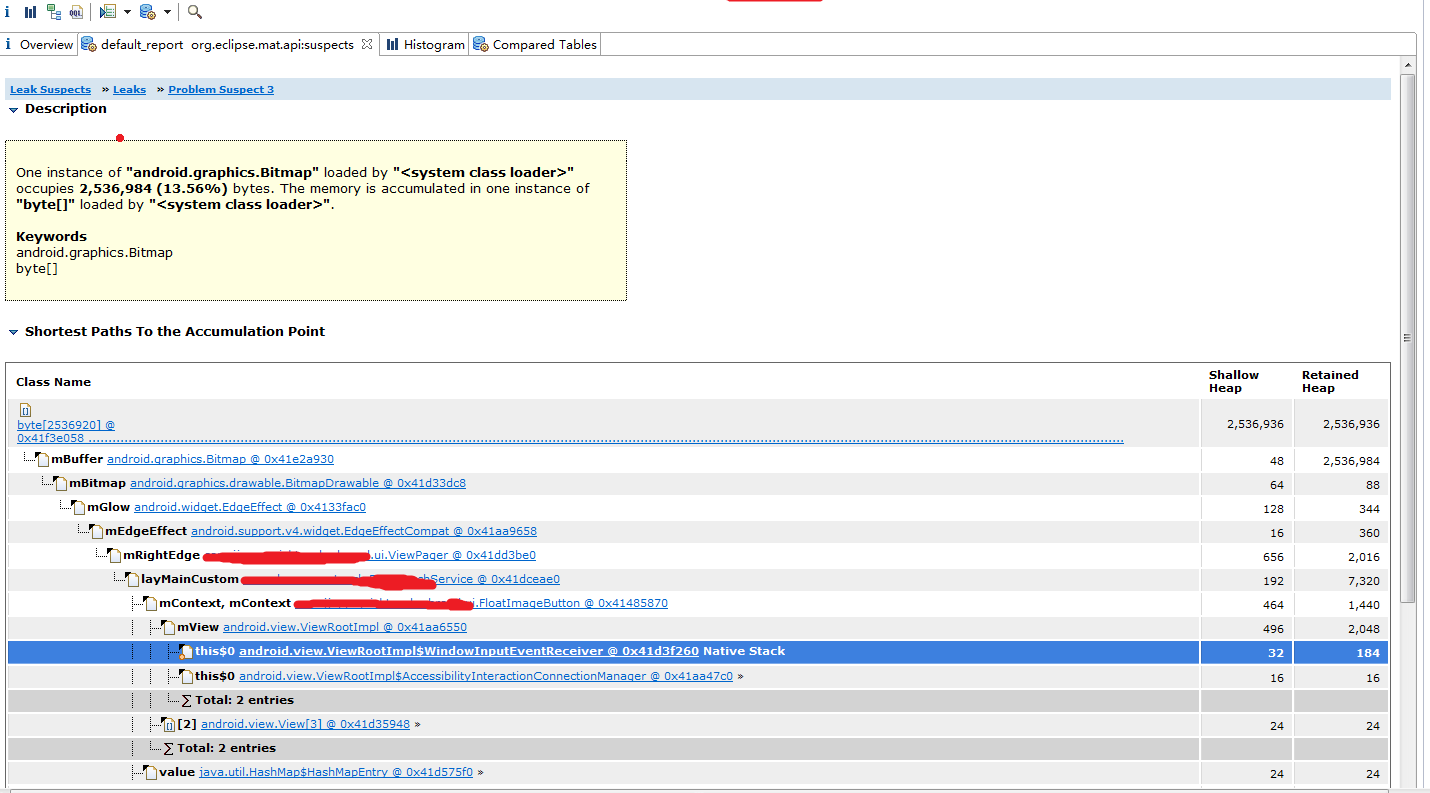 Overview default_report org.eclipse.mat.api:suspects Histogram Compared Tables
Leak Suspects » Leaks » Problem Suspect 3
Description
One instance of "android.graphics.Bitmap" loaded by "<system class loader>"
occupies 2,536,984 (13.56%) bytes. The memory is accumulated in one instance of
"byte[]" loaded by "<system class loader>".
Keywords
android.graphics.Bitmap
byte[]
Shortest Paths To the Accumulation Point
Class Name Shallow Heap Retained Heap
byte[2536920] @
0x41f3e058 2,536,936 2,536,936
mBuffer android.graphics.Bitmap @ 0x41e2a930 48 2,536,984
mBitmap android.graphics.drawable.BitmapDrawable @ 0x41d33dc8 64 88
mGlow android.widget.EdgeEffect @ 0x4133fac0 128 344
mEdgeEffect android.support.v4.widget.EdgeEffectCompat @ 0x41aa9658 16 360
mRightEdge .ui.ViewPager @ 0x41dd3be0 656 2,016
layMainCustom Service @ 0x41dceae0 192 7,320
mContext, mContext .FloatImageButton @ 0x41485870 464 1,440
mView android.view.ViewRootImpl @ 0x41aa6550 496 2,048
this$0 android.view.ViewRootImpl$WindowInputEventReceiver @ 0x41d3f260 Native Stack 32 184
this$0 android.view.ViewRootImpl$AccessibilityInteractionConnectionManager @ 0x41aa47c0 » 16 16
∑ Total: 2 entries
[2] android.view.View[3] @ 0x41d35948 » 24 24
∑ Total: 2 entries
value java.util.HashMap$HashMapEntry @ 0x41d575f0 » 24 24